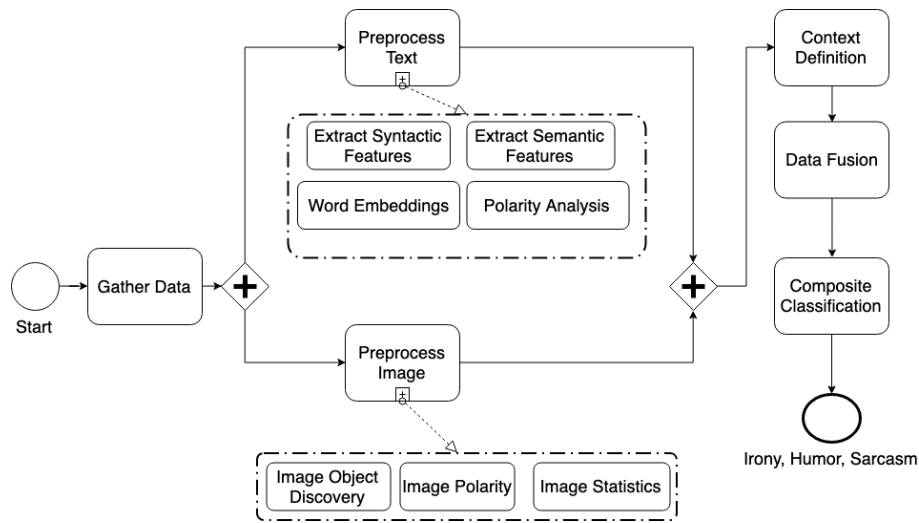 Preprocess
Text
Context
Definition
Extract Syntactic
Features
Extract Semantic
Features
Word Embeddings
Polarity Analysis
Data Fusion
Start
Gather Data
Composite
Classification
Preprocess
Image
Irony, Humor, Sarcasm
Image Object
Discovery
Image Polarity
Image Statistics